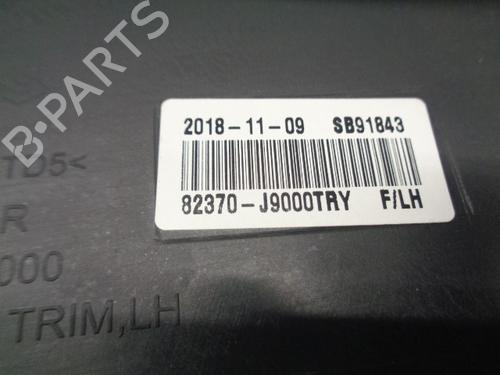 B-PARTS
2018-11-09 SB91843
82370-J9000TRY F/LH
TD5<
R
000
TRIM,LH